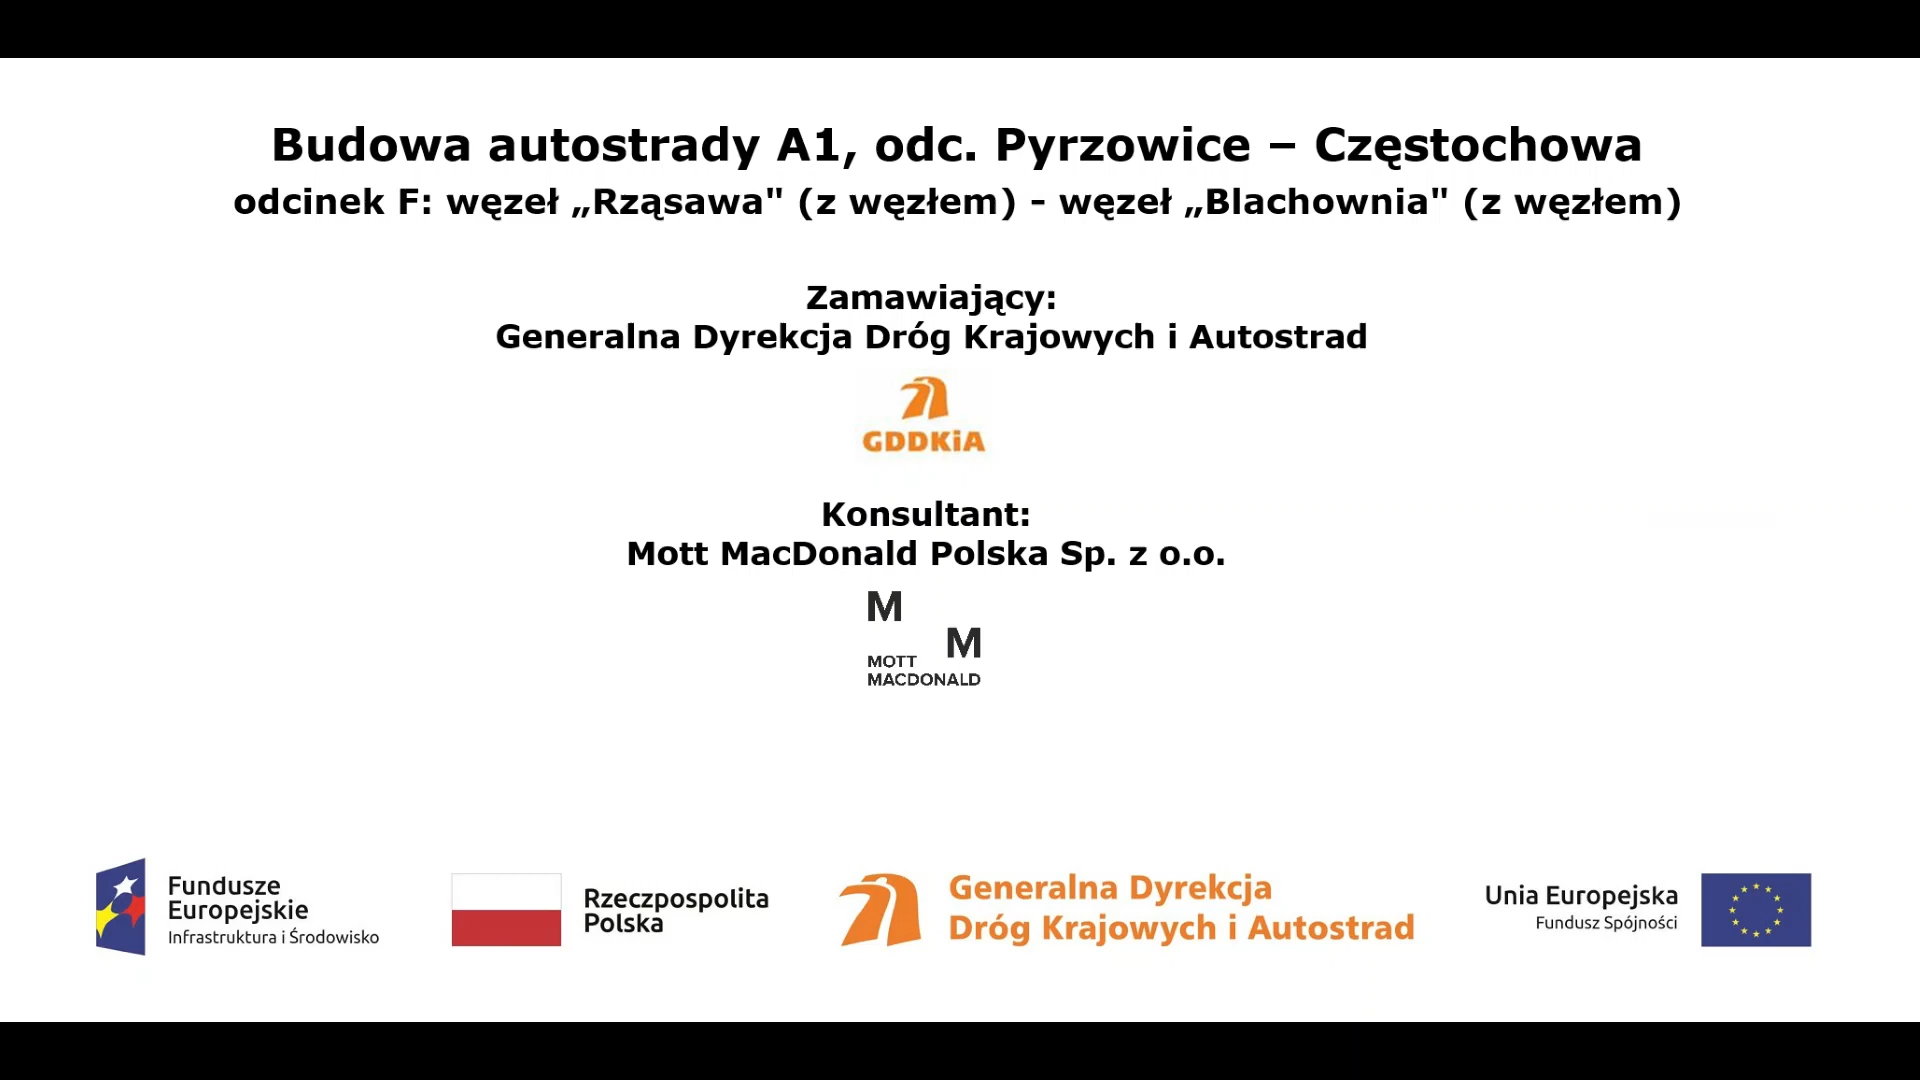 Budowa autostrady A1, odc. Pyrzowice – Częstochowa
odcinek F: węzeł „Rząsawa" (z węzłem) - węzeł „Blachownia" (z węzłem)
Zamawiający:
Generalna Dyrekcja Dróg Krajowych i Autostrad
GDDKiA
Konsultant:
Mott MacDonald Polska Sp. z o.o.
M
M
MOTT
MACDONALD
Fundusze
Europejskie
Infrastruktura i Środowisko
Rzeczpospolita
Polska
Generalna Dyrekcja
Dróg Krajowych i Autostrad
Unia Europejska
Fundusz Spójności